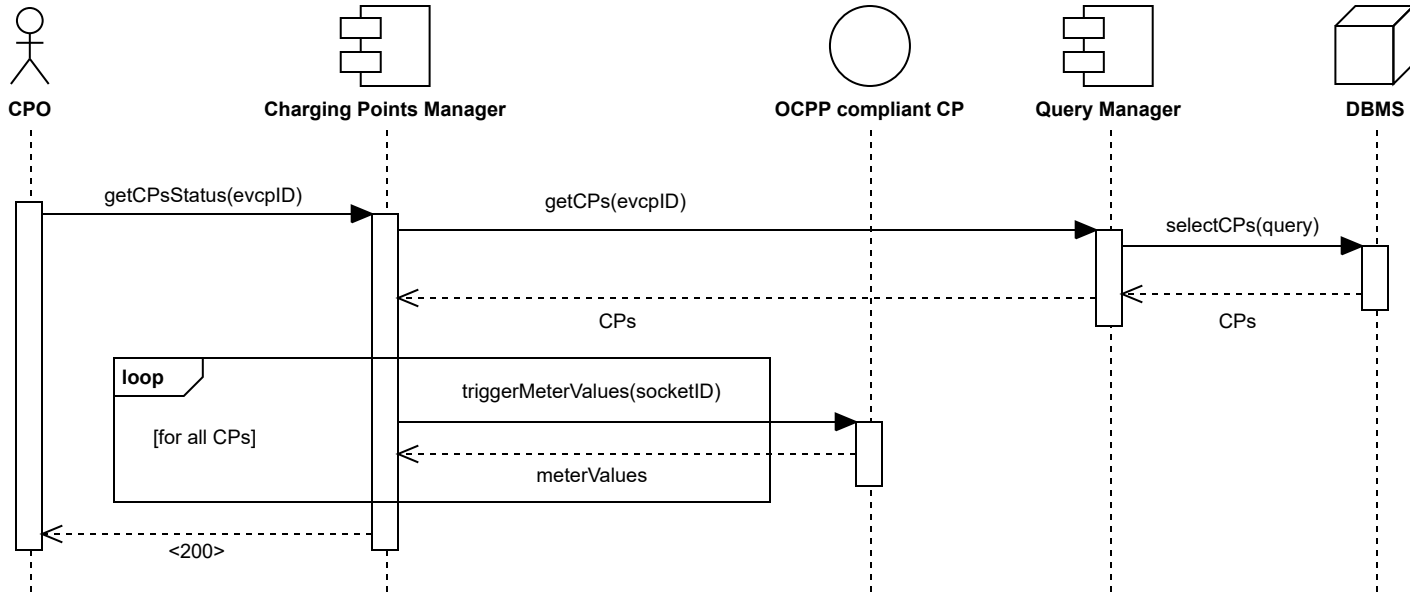 CPO
Charging Points Manager
OCPP compliant CP
Query Manager
DBMS
getCPsStatus(evcpID)
getCPs(evcpID)
selectCPs(query)
CPs
CPs
loop
triggerMeterValues(socketID)
[for all CPs]
meterValues
<200>